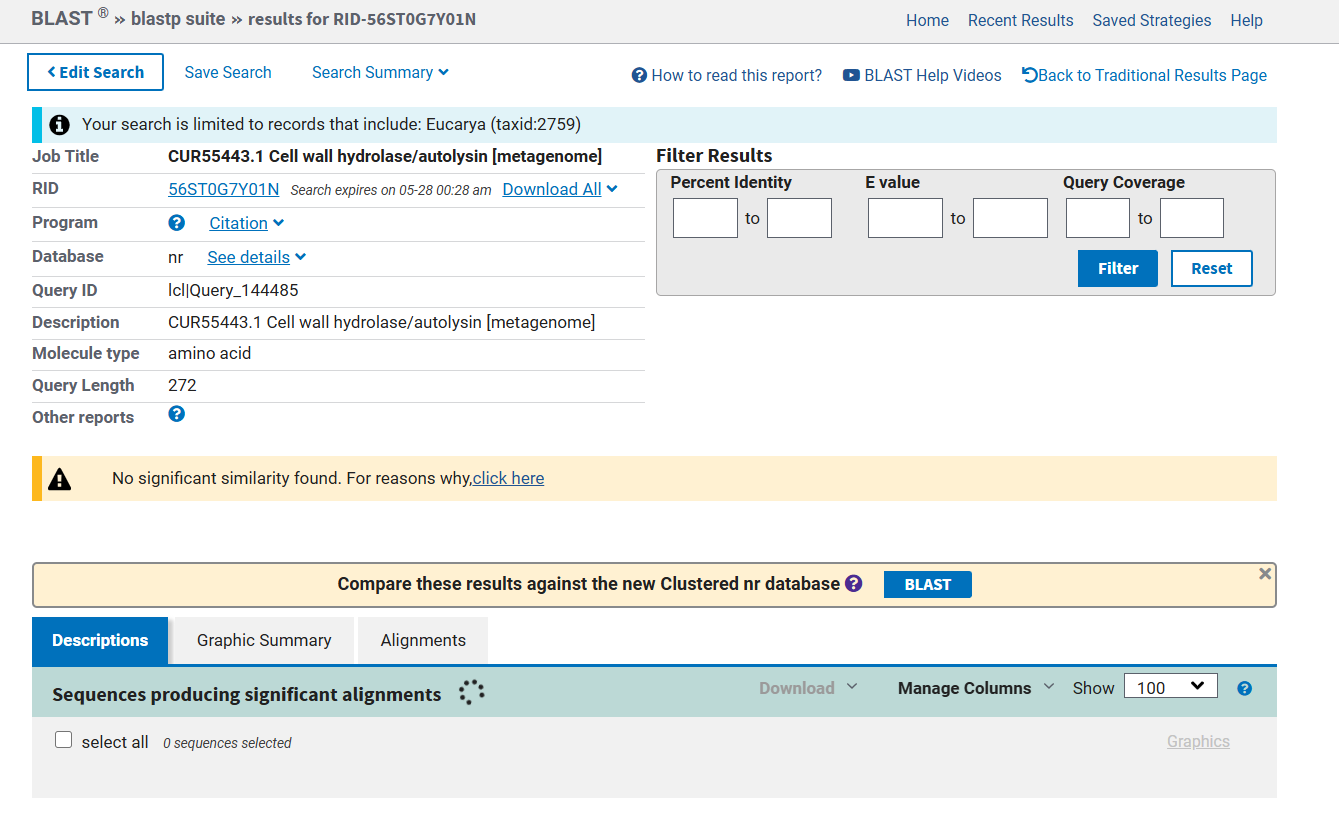 BLAST ® » blastp suite » results for RID-56ST0G7Y01N
Home Recent Results Saved Strategies Help
Edit Search Save Search Search Summary
How to read this report? BLAST Help Videos Back to Traditional Results Page
Your search is limited to records that include: Eucarya (taxid:2759)
Job Title CUR55443.1 Cell wall hydrolase/autolysin [metagenome]
RID 56ST0G7Y01N Search expires on 05-28 00:28 am Download All
Program Citation
Database nr See details
Query ID lcl|Query_144485
Description CUR55443.1 Cell wall hydrolase/autolysin [metagenome]
Molecule type amino acid
Query Length 272
Other reports
Filter Results
Percent Identity E value Query Coverage
to to to
Filter Reset
No significant similarity found. For reasons why,click here
Compare these results against the new Clustered nr database BLAST
Descriptions Graphic Summary Alignments
Sequences producing significant alignments Download Manage Columns Show 100
select all 0 sequences selected Graphics